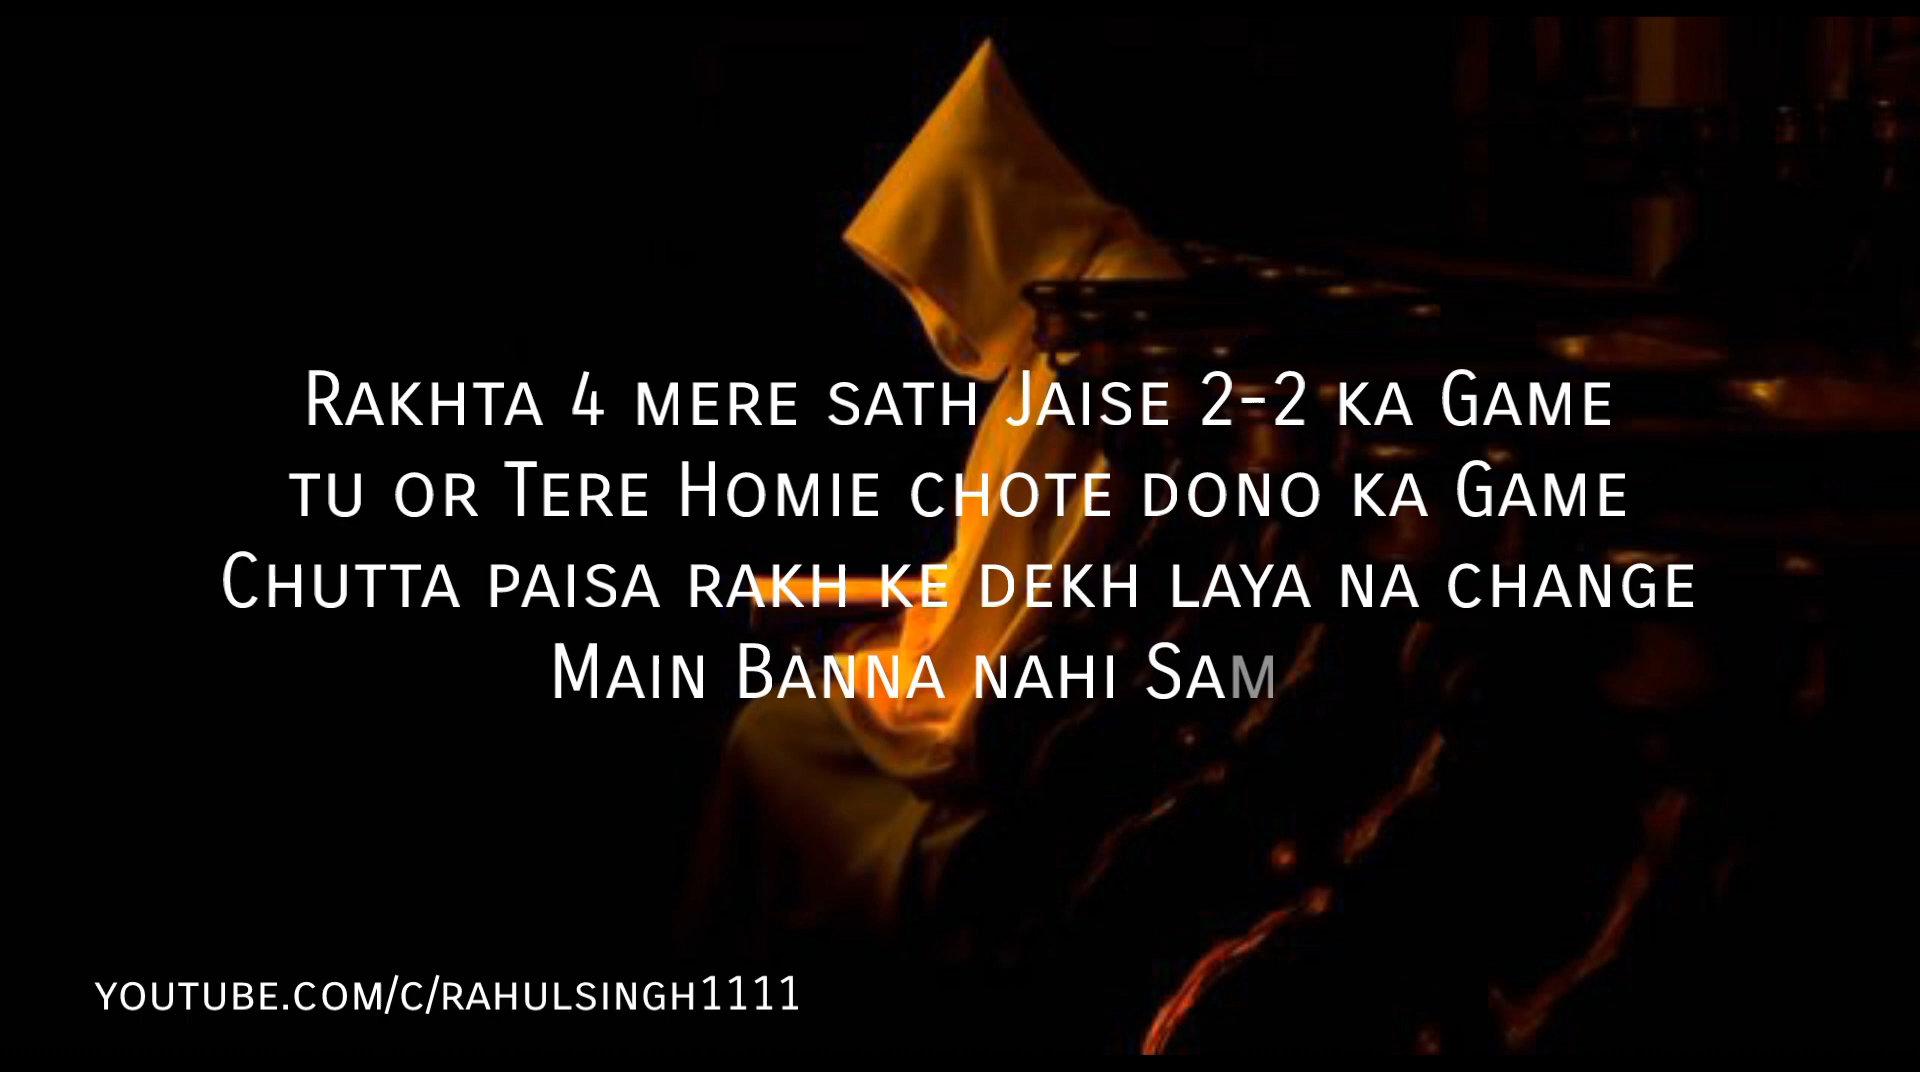 Rakhta 4 mere sath Jaise 2-2 ka Game
tu or Tere Homie chote dono ka Game
Chutta paisa rakh ke dekh laya na change
Main Banna nahi Sam
youtube.com/c/rahulsingh1111